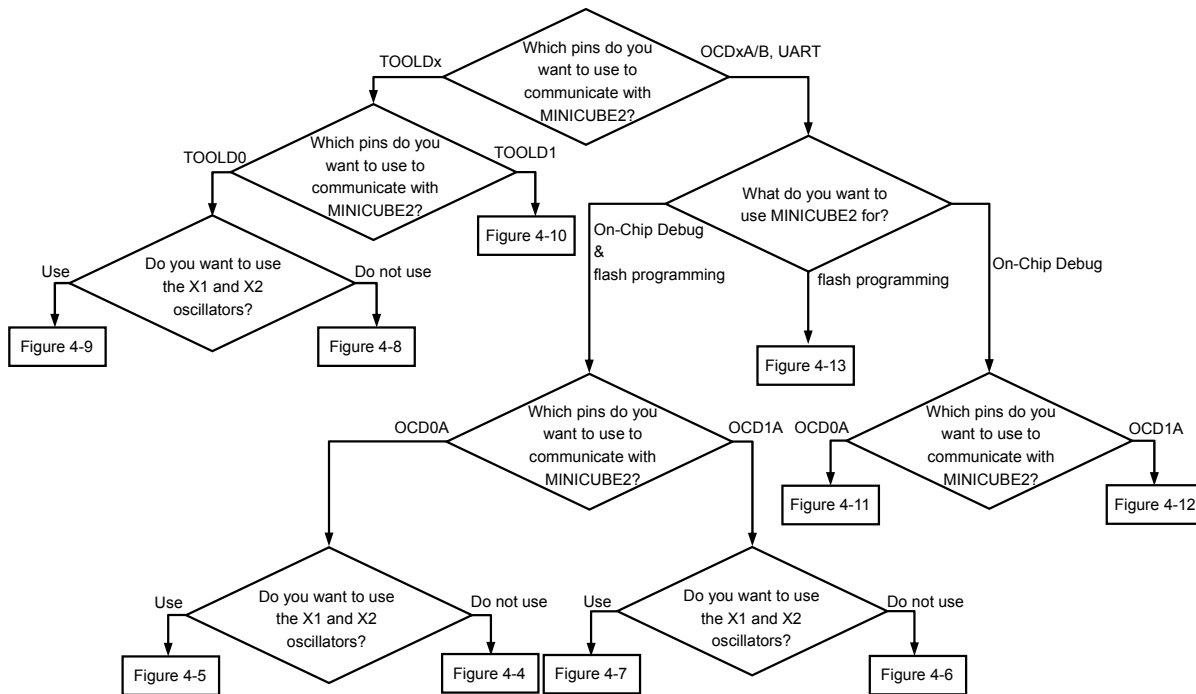 Which pins do you
want to use to
communicate with
MINICUBE2?
TOOLDx
OCDxA/B, UART
Which pins do you
want to use to
communicate with
MINICUBE2?
TOOLD0
TOOLD1
What do you want to
use MINICUBE2 for?
Figure 4-10
On-Chip Debug
&
flash programming
flash programming
On-Chip Debug
Do you want to use
the X1 and X2
oscillators?
Use
Do not use
Figure 4-9
Figure 4-8
Figure 4-13
Which pins do you
want to use to
communicate with
MINICUBE2?
OCD0A
OCD1A
Which pins do you
want to use to
communicate with
MINICUBE2?
OCD0A
OCD1A
Figure 4-11
Figure 4-12
Do you want to use
the X1 and X2
oscillators?
Use
Do not use
Do you want to use
the X1 and X2
oscillators?
Use
Do not use
Figure 4-5
Figure 4-4
Figure 4-7
Figure 4-6